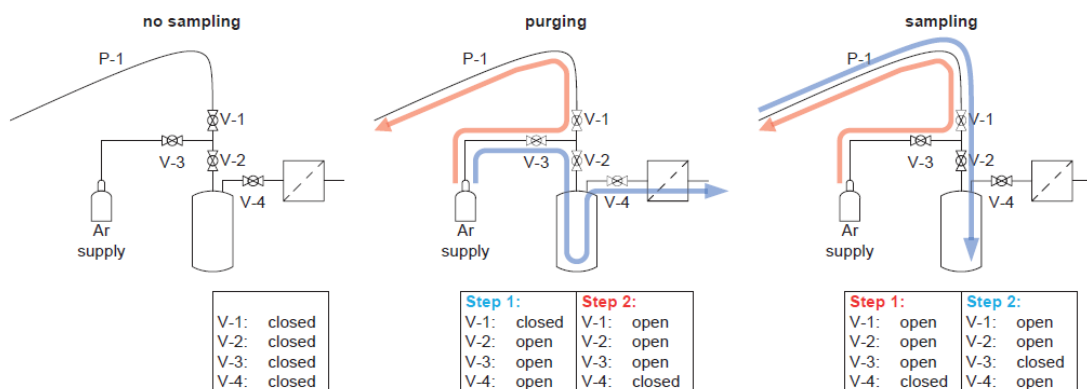 no sampling
P-1
V-1
V-3
V-2
V-4
Ar
supply
V-1: closed
V-2: closed
V-3: closed
V-4: closed
purging
P-1
V-1
V-3
V-2
V-4
Ar
supply
Step 1: Step 2:
V-1: closed V-1: open
V-2: open V-2: open
V-3: open V-3: open
V-4: open V-4: closed
sampling
P-1
V-1
V-3
V-2
V-4
Ar
supply
Step 1: Step 2:
V-1: open V-1: open
V-2: open V-2: open
V-3: open V-3: closed
V-4: closed V-4: open